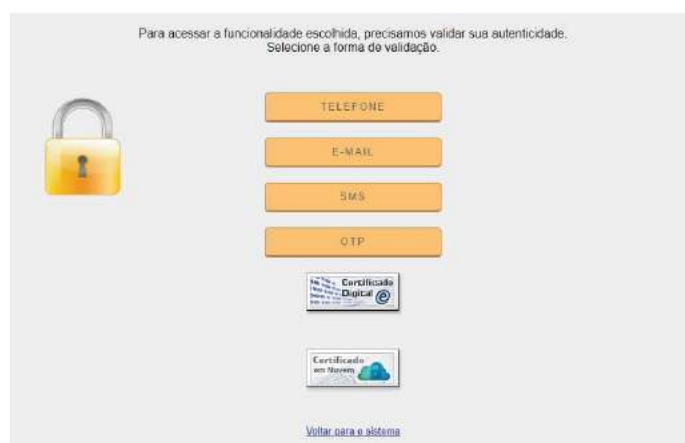 Para acessar a funcionalidade escolhida, precisamos validar sua autenticidade.
Selecione a forma de validação.
TELEFONE
E-MAIL
SMS
OTP
Certificado
Digital
Certificado
em Nuvem
Voltar para o sistema